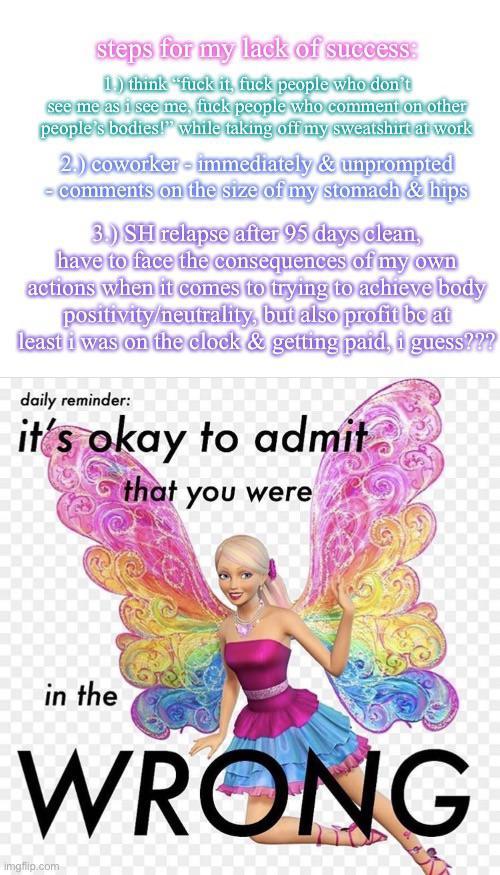 steps for my lack of success:
1.) think “fuck it, fuck people who don’t
see me as i see me, fuck people who comment on other
people’s bodies!” while taking off my sweatshirt at work
2.) coworker - immediately & unprompted
- comments on the size of my stomach & hips
3.) SH relapse after 95 days clean,
have to face the consequences of my own
actions when it comes to trying to achieve body
positivity/neutrality, but also profit bc at
least i was on the clock & getting paid, i guess???
daily reminder:
it’s okay to admit
that you were
in the
WRONG
imgflip.com